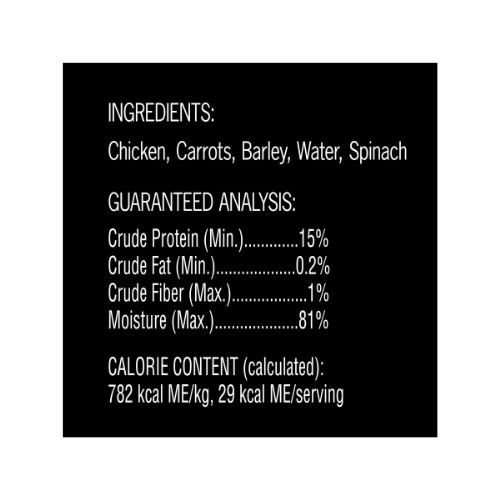 INGREDIENTS:
Chicken, Carrots, Barley, Water, Spinach
GUARANTEED ANALYSIS:
Crude Protein (Min.).............15%
Crude Fat (Min.)...................0.2%
Crude Fiber (Max.)..................1%
Moisture (Max.)....................81%
CALORIE CONTENT (calculated):
782 kcal ME/kg, 29 kcal ME/serving